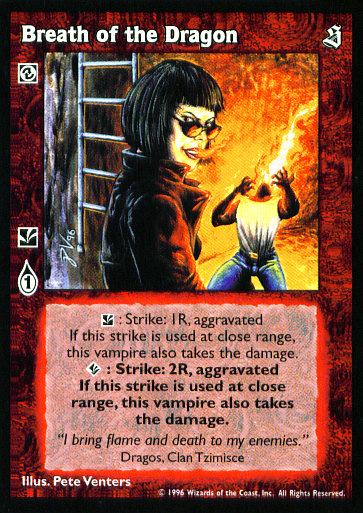 Breath of the Dragon
1
: Strike: 1R, aggravated
If this strike is used at close range,
this vampire also takes the damage.
: Strike: 2R, aggravated
If this strike is used at close
range, this vampire also takes
the damage.
"I bring flame and death to my enemies."
Dragos, Clan Tzimisce
Illus. Pete Venters
© 1996 Wizards of the Coast, Inc. All Rights Reserved.